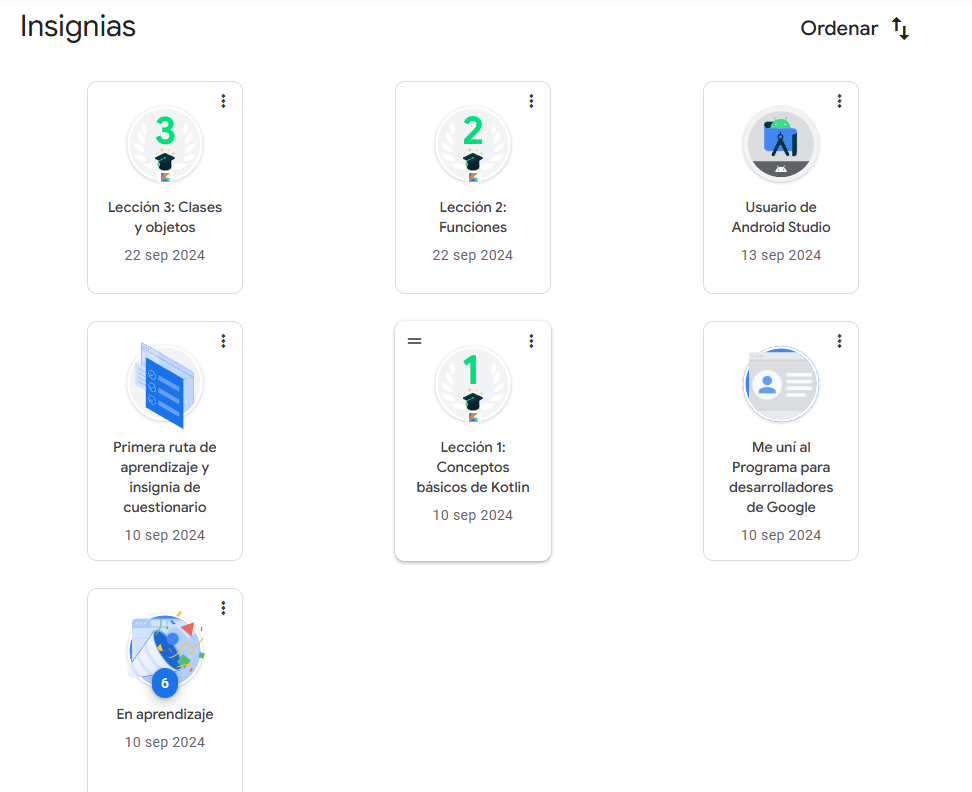 Insignias
Ordenar
3
Lección 3: Clases
y objetos
22 sep 2024
2
Lección 2:
Funciones
22 sep 2024
Usuario de
Android Studio
13 sep 2024
Primera ruta de
aprendizaje y
insignia de
cuestionario
10 sep 2024
1
Lección 1:
Conceptos
básicos de Kotlin
10 sep 2024
Me uní al
Programa para
desarrolladores
de Google
10 sep 2024
6
En aprendizaje
10 sep 2024